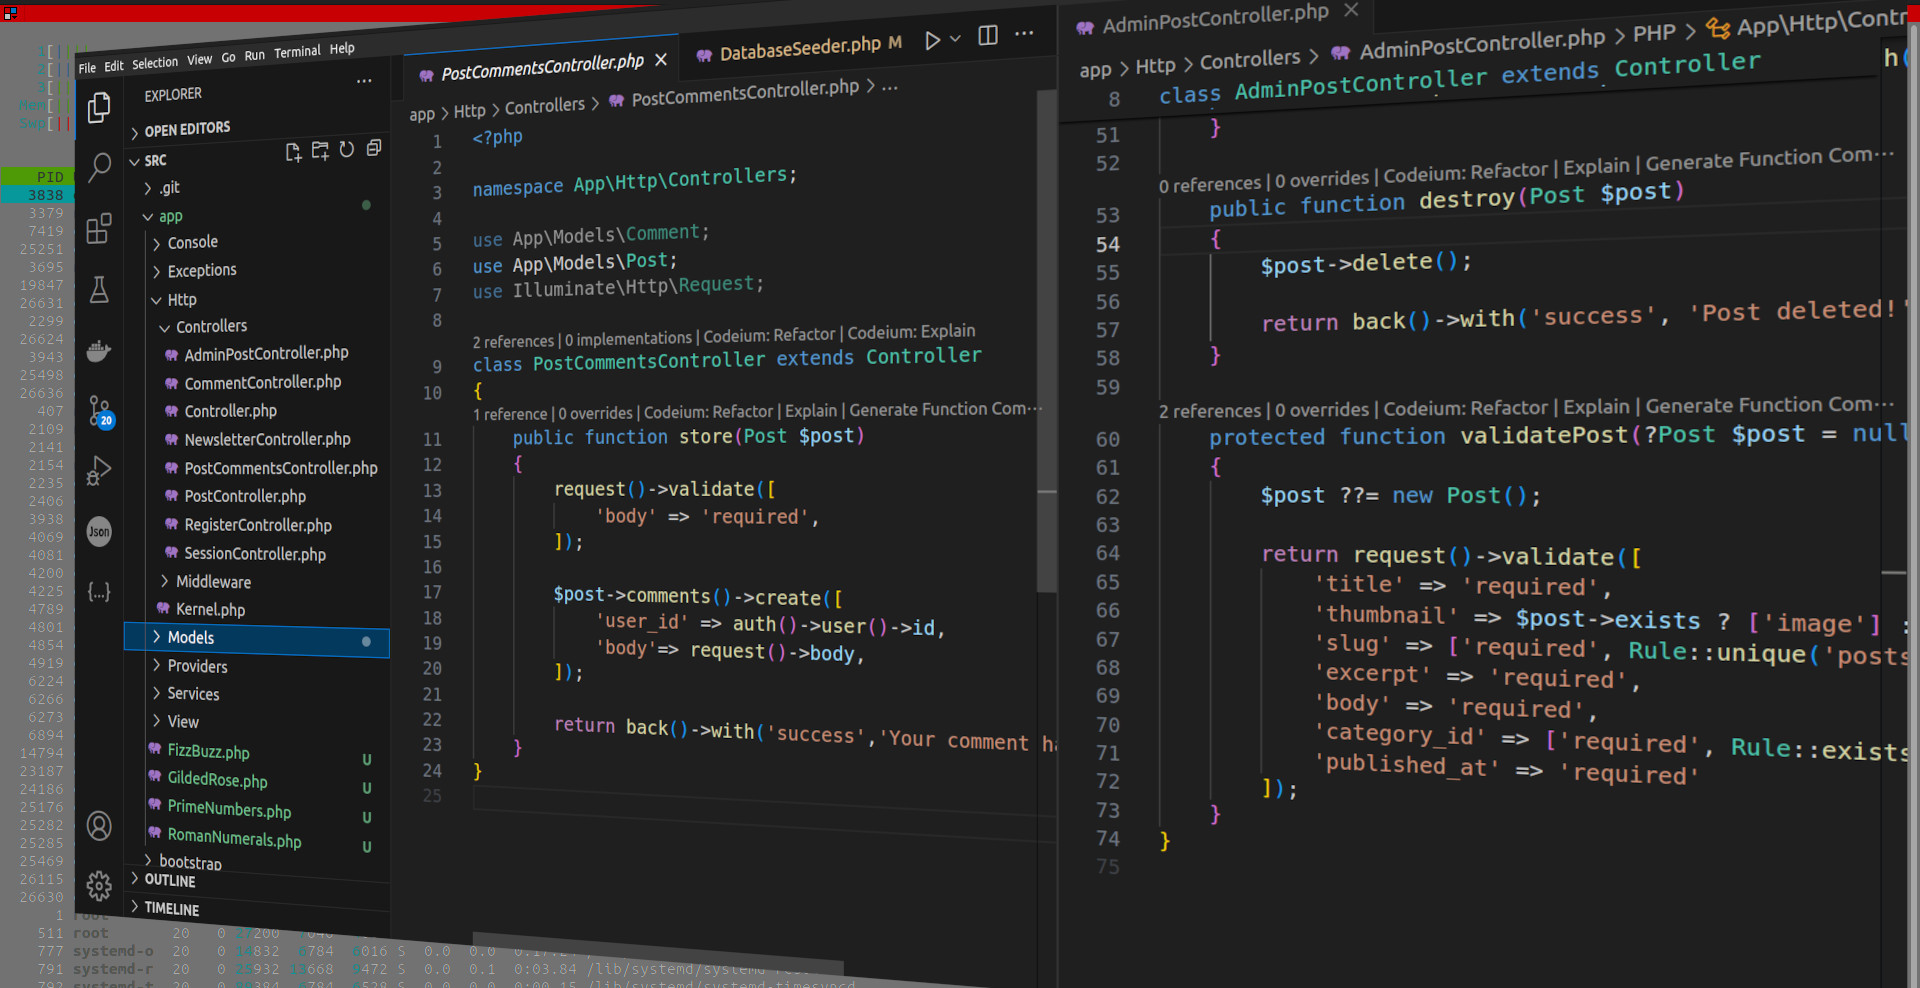 File Edit Selection View Go Run Terminal Help
EXPLORER
OPEN EDITORS
SRC
.git
app
Console
Exceptions
Http
Controllers
AdminPostController.php
CommentController.php
Controller.php
NewsletterController.php
PostCommentsController.php
PostController.php
RegisterController.php
SessionController.php
Middleware
Kernel.php
Models
Providers
Services
View
FizzBuzz.php U
GildedRose.php U
PrimeNumbers.php U
RomanNumerals.php U
bootstrap
OUTLINE
TIMELINE
20
Json
{...}
PostCommentsController.php
DatabaseSeeder.php M
app > Http > Controllers > PostCommentsController.php > ...
1 <?php
2
3 namespace App\Http\Controllers;
4
5 use App\Models\Comment;
6 use App\Models\Post;
7 use Illuminate\Http\Request;
8
2 references | 0 implementations | Codeium: Refactor | Codeium: Explain
9 class PostCommentsController extends Controller
10 {
1 reference | 0 overrides | Codeium: Refactor | Explain | Generate Function Com...
11 public function store(Post $post)
12 {
13 request()->validate([
14 'body' => 'required',
15 ]);
16
17 $post->comments()->create([
18 'user_id' => auth()->user()->id,
19 'body'=> request()->body,
20 ]);
21
22 return back()->with('success','Your comment ha
23 }
24 }
25
AdminPostController.php
app > Http > Controllers > AdminPostController.php > PHP > App\Http\Contr
8 class AdminPostController extends Controller
51 }
52
0 references | 0 overrides | Codeium: Refactor | Explain | Generate Function Com...
53 public function destroy(Post $post)
54 {
55 $post->delete();
56
57 return back()->with('success', 'Post deleted!'
58 }
59
2 references | 0 overrides | Codeium: Refactor | Explain | Generate Function Com...
60 protected function validatePost(?Post $post = null
61 {
62 $post ??= new Post();
63
64 return request()->validate([
65 'title' => 'required',
66 'thumbnail' => $post->exists ? ['image'] :
67 'slug' => ['required', Rule::unique('posts
68 'excerpt' => 'required',
69 'body' => 'required',
70 'category_id' => ['required', Rule::exists
71 'published_at' => 'required'
72 ]);
73 }
74 }
75
h(
Mem[
Swp[
PID
3838
3379
7419
25251
3695
19847
26631
2299
26624
3943
25498
26636
407
2109
2141
2154
2235
2406
3938
4069
4081
4200
4225
4789
4801
4854
4919
6224
6266
6273
6894
14794
23187
24186
25176
25282
25285
25469
26115
26630
1 root
511 root 20 0
777 systemd-o 20 0 14832 6784 6016 S 0.0 0.0
791 systemd-r 20 0 25932 13668 9472 S 0.0 0.1 0:03.84 /lib/systemd/systemd